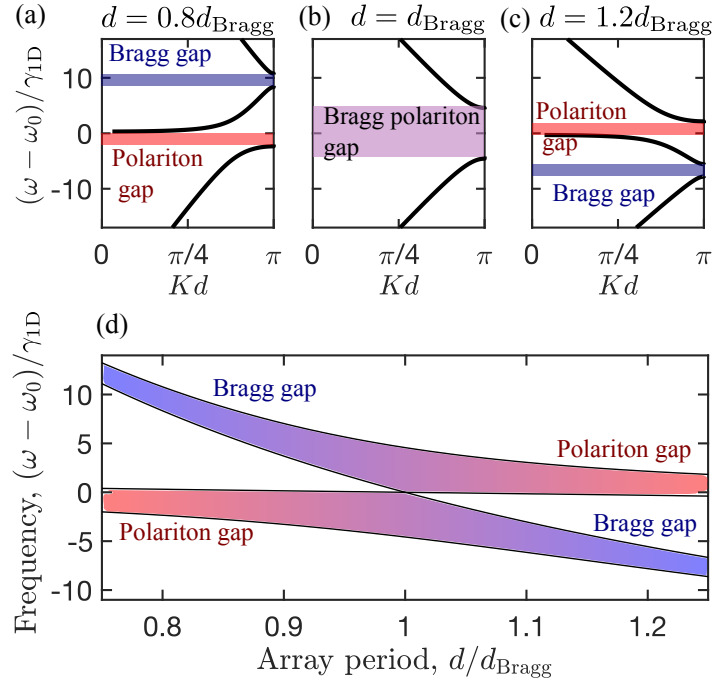 (a)
d = 0.8d_Bragg
(b)
d = d_Bragg
(c)
d = 1.2d_Bragg
(ω − ω₀)/γ₁D
10
0
-10
Bragg gap
Polariton
gap
0
π/4
π
Kd
Bragg polariton
gap
0
π/4
π
Kd
Polariton
gap
Bragg gap
0
π/4
π
Kd
(d)
Frequency, (ω − ω₀)/γ₁D
10
5
0
-5
-10
Bragg gap
Polariton gap
Polariton gap
Bragg gap
0.8
0.9
1
1.1
1.2
Array period, d/d_Bragg